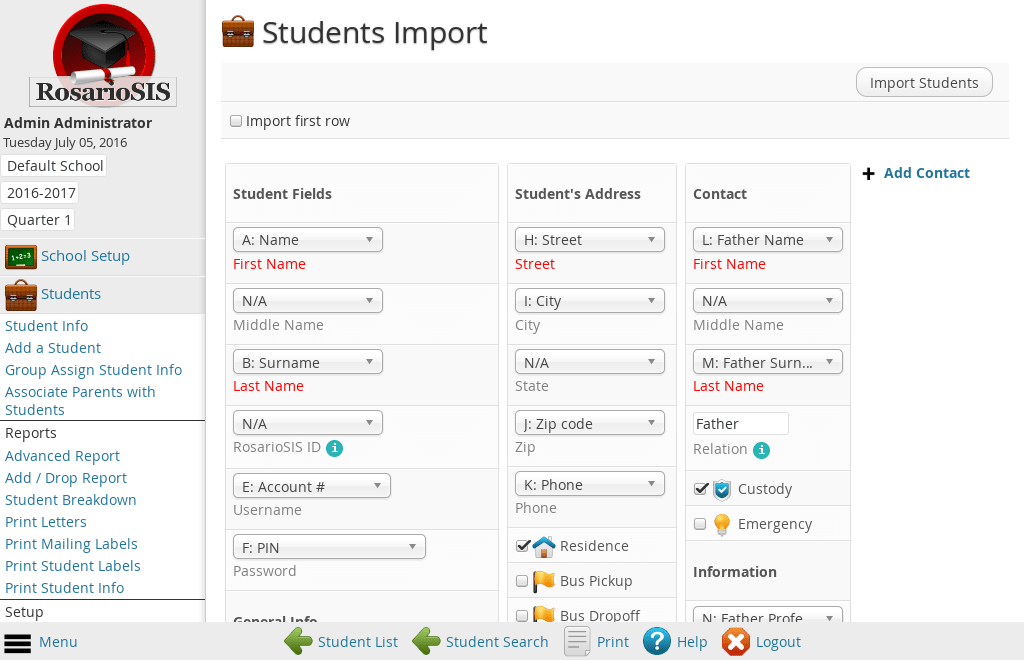 RosarioSIS
Admin Administrator
Tuesday July 05, 2016
Default School
2016-2017
Quarter 1
School Setup
Students
Student Info
Add a Student
Group Assign Student Info
Associate Parents with
Students
Reports
Advanced Report
Add / Drop Report
Student Breakdown
Print Letters
Print Mailing Labels
Print Student Labels
Print Student Info
Setup
Students Import
Import Students
Import first row
Student Fields
A: Name
First Name
N/A
Middle Name
B: Surname
Last Name
N/A
RosarioSIS ID
E: Account #
Username
F: PIN
Password
General Info
Student's Address
H: Street
Street
I: City
City
N/A
State
J: Zip code
Zip
K: Phone
Phone
Residence
Bus Pickup
Bus Dropoff
Contact
L: Father Name
First Name
N/A
Middle Name
M: Father Surn...
Last Name
Father
Relation
Custody
Emergency
Information
N: Father Profe...
+ Add Contact
Menu
Student List
Student Search
Print
Help
Logout